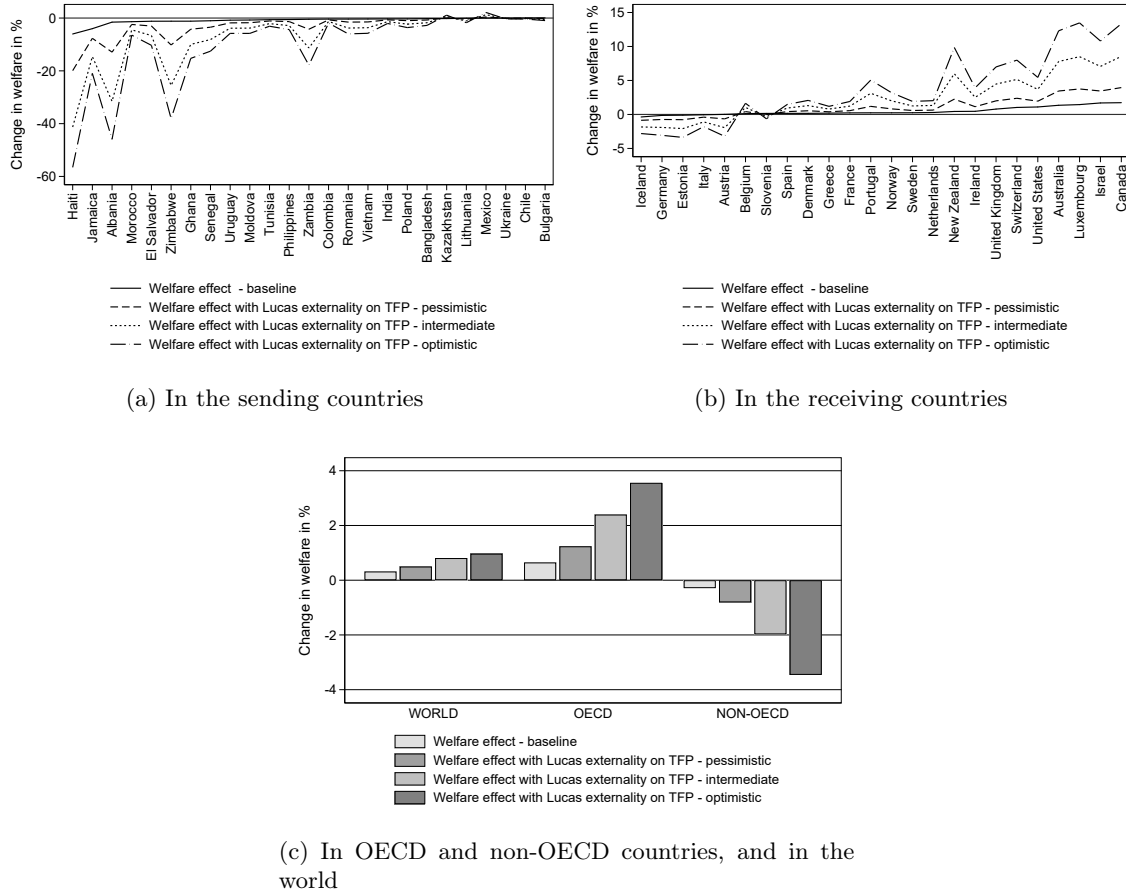 Change in welfare in %
0
-20
-40
-60
Haiti
Jamaica
Albania
Morocco
El Salvador
Zimbabwe
Ghana
Senegal
Uruguay
Moldova
Tunisia
Philippines
Zambia
Colombia
Romania
Vietnam
India
Poland
Bangladesh
Kazakhstan
Lithuania
Mexico
Ukraine
Chile
Bulgaria
Welfare effect - baseline
Welfare effect with Lucas externality on TFP - pessimistic
Welfare effect with Lucas externality on TFP - intermediate
Welfare effect with Lucas externality on TFP - optimistic
(a) In the sending countries
Change in welfare in %
15
10
5
0
-5
Iceland
Germany
Estonia
Italy
Austria
Belgium
Slovenia
Spain
Denmark
Greece
France
Portugal
Norway
Sweden
Netherlands
New Zealand
Ireland
United Kingdom
Switzerland
United States
Australia
Luxembourg
Israel
Canada
Welfare effect - baseline
Welfare effect with Lucas externality on TFP - pessimistic
Welfare effect with Lucas externality on TFP - intermediate
Welfare effect with Lucas externality on TFP - optimistic
(b) In the receiving countries
Change in welfare in %
4
2
0
-2
-4
WORLD OECD NON-OECD
Welfare effect - baseline
Welfare effect with Lucas externality on TFP - pessimistic
Welfare effect with Lucas externality on TFP - intermediate
Welfare effect with Lucas externality on TFP - optimistic
(c) In OECD and non-OECD countries, and in the
world